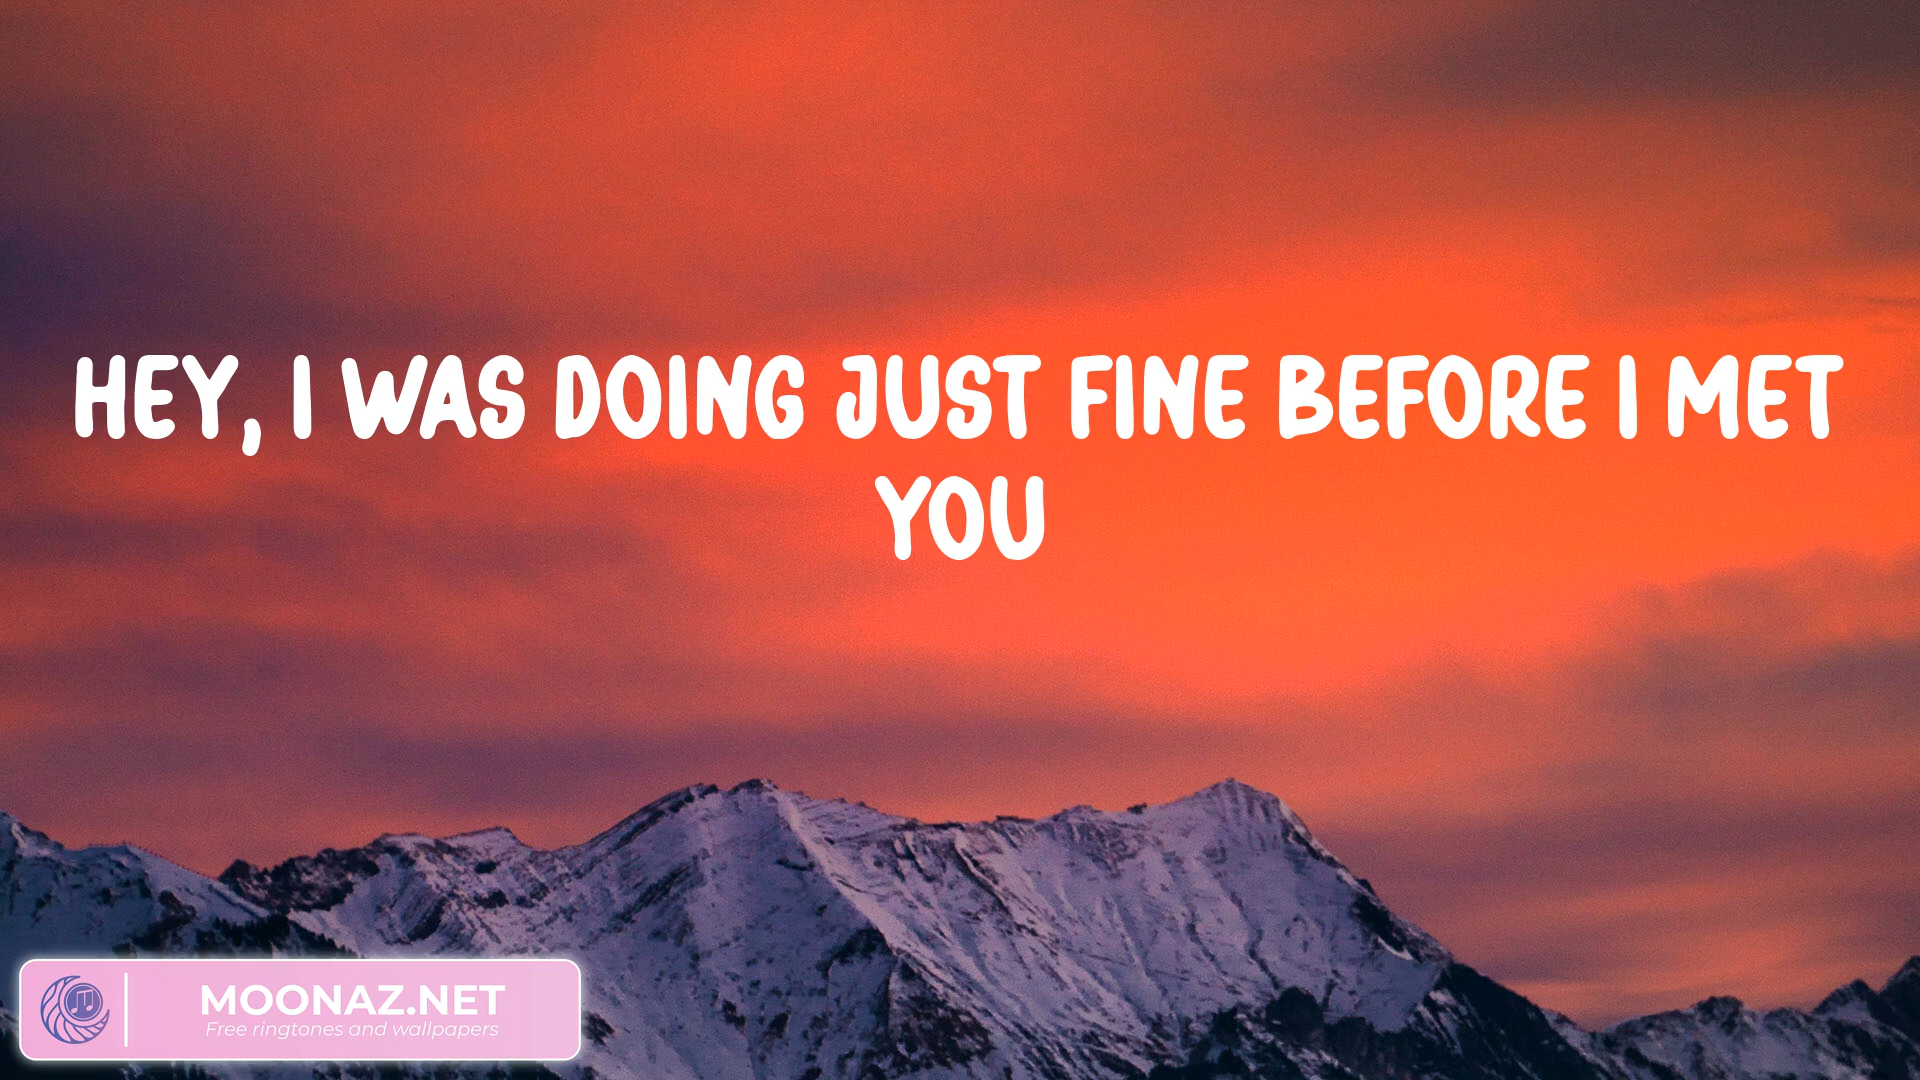 HEY, I WAS DOING JUST FINE BEFORE I MET
YOU
MOONAZ.NET
Free ringtones and wallpapers